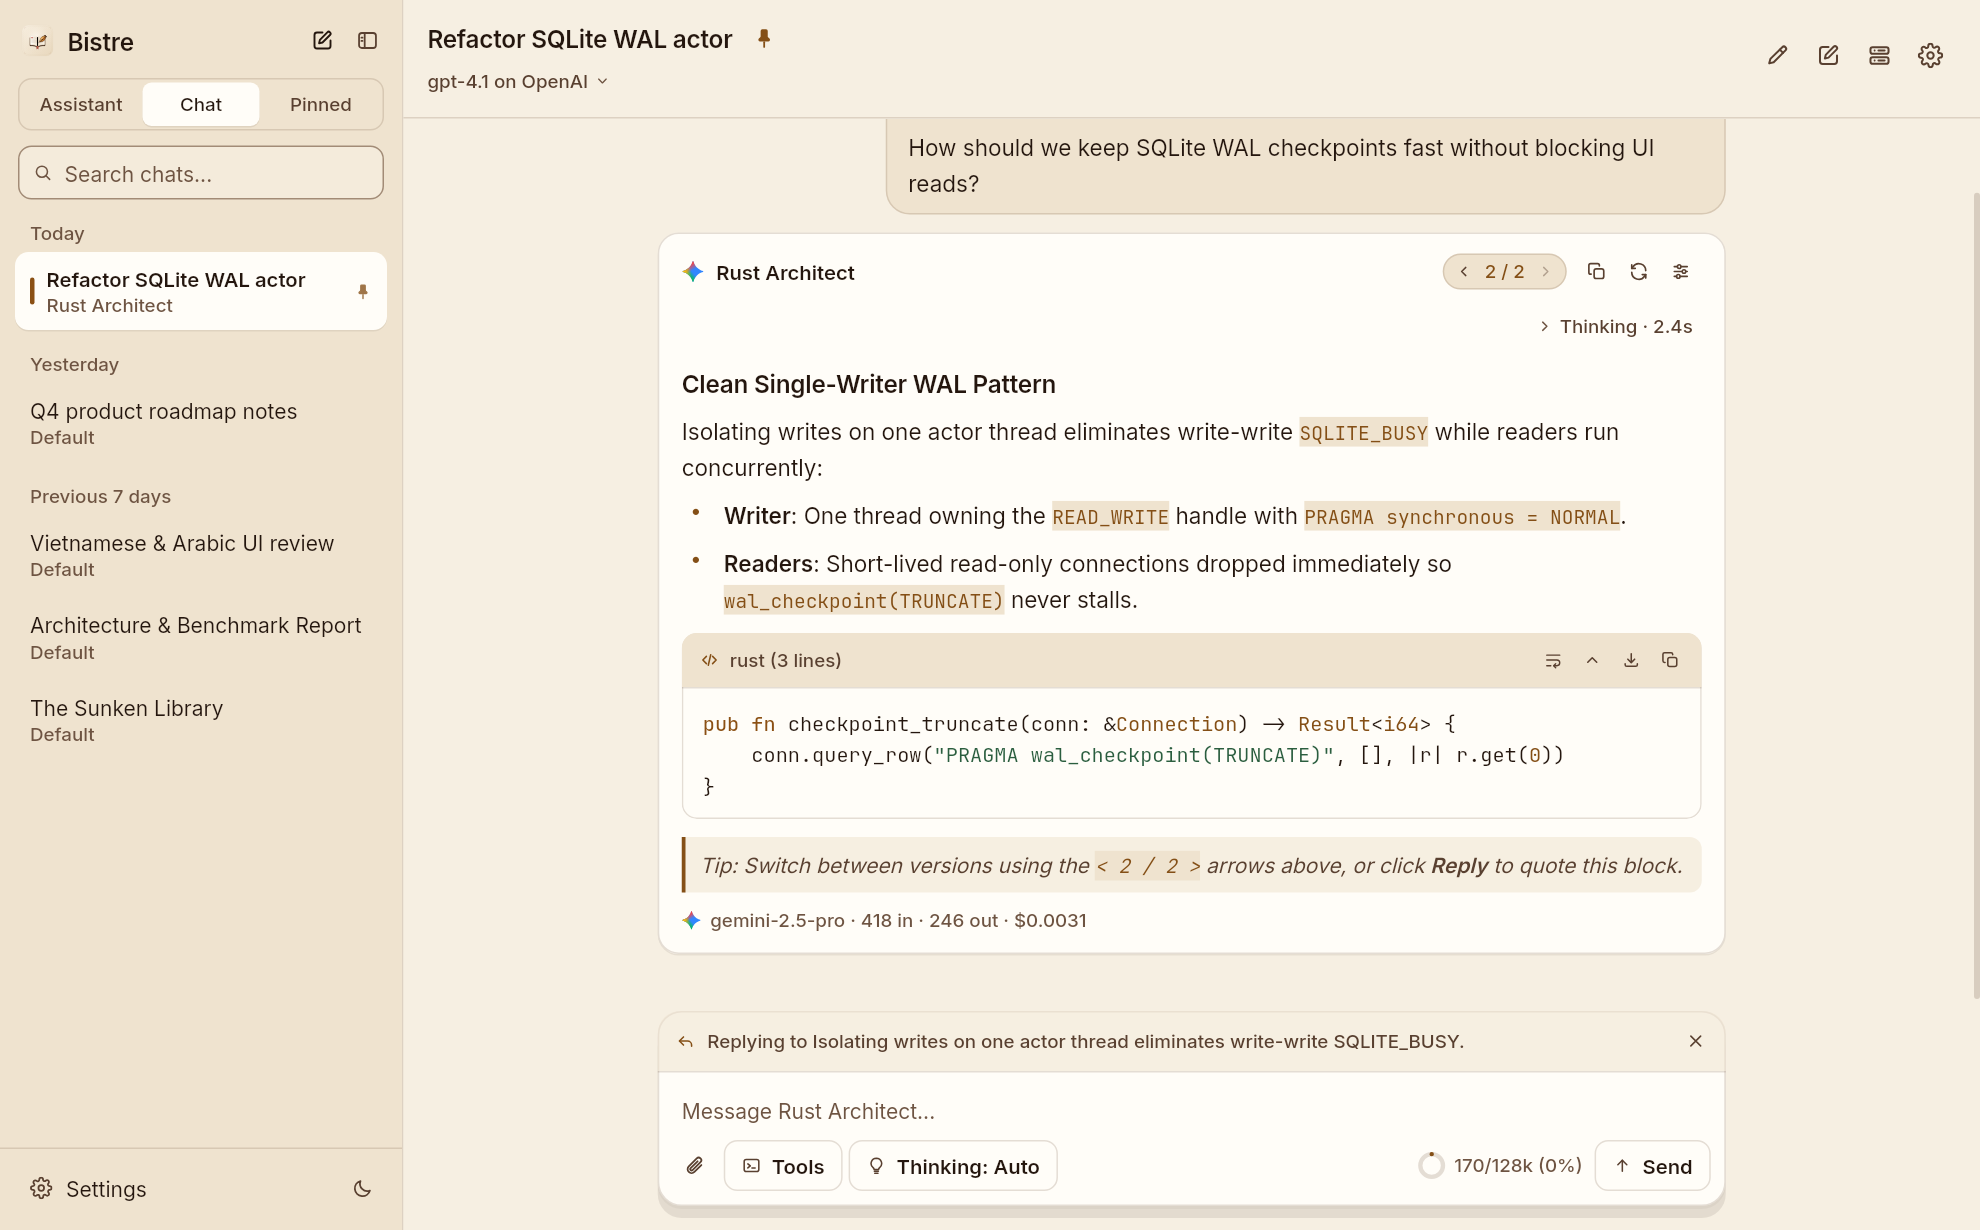 Bistre
Assistant
Chat
Pinned
Search chats...
Today
Refactor SQLite WAL actor
Rust Architect
Yesterday
Q4 product roadmap notes
Default
Previous 7 days
Vietnamese & Arabic UI review
Default
Architecture & Benchmark Report
Default
The Sunken Library
Default
Settings
Refactor SQLite WAL actor
gpt-4.1 on OpenAI
How should we keep SQLite WAL checkpoints fast without blocking UI
reads?
Rust Architect
2 / 2
Thinking · 2.4s
Clean Single-Writer WAL Pattern
Isolating writes on one actor thread eliminates write-write SQLITE_BUSY while readers run
concurrently:
• Writer: One thread owning the READ_WRITE handle with PRAGMA synchronous = NORMAL.
• Readers: Short-lived read-only connections dropped immediately so
wal_checkpoint(TRUNCATE) never stalls.
rust (3 lines)
pub fn checkpoint_truncate(conn: &Connection) -> Result<i64> {
    conn.query_row("PRAGMA wal_checkpoint(TRUNCATE)", [], |r| r.get(0))
}
Tip: Switch between versions using the < 2 / 2 > arrows above, or click Reply to quote this block.
gemini-2.5-pro · 418 in · 246 out · $0.0031
Replying to Isolating writes on one actor thread eliminates write-write SQLITE_BUSY.
Message Rust Architect...
Tools
Thinking: Auto
170/128k (0%)
Send